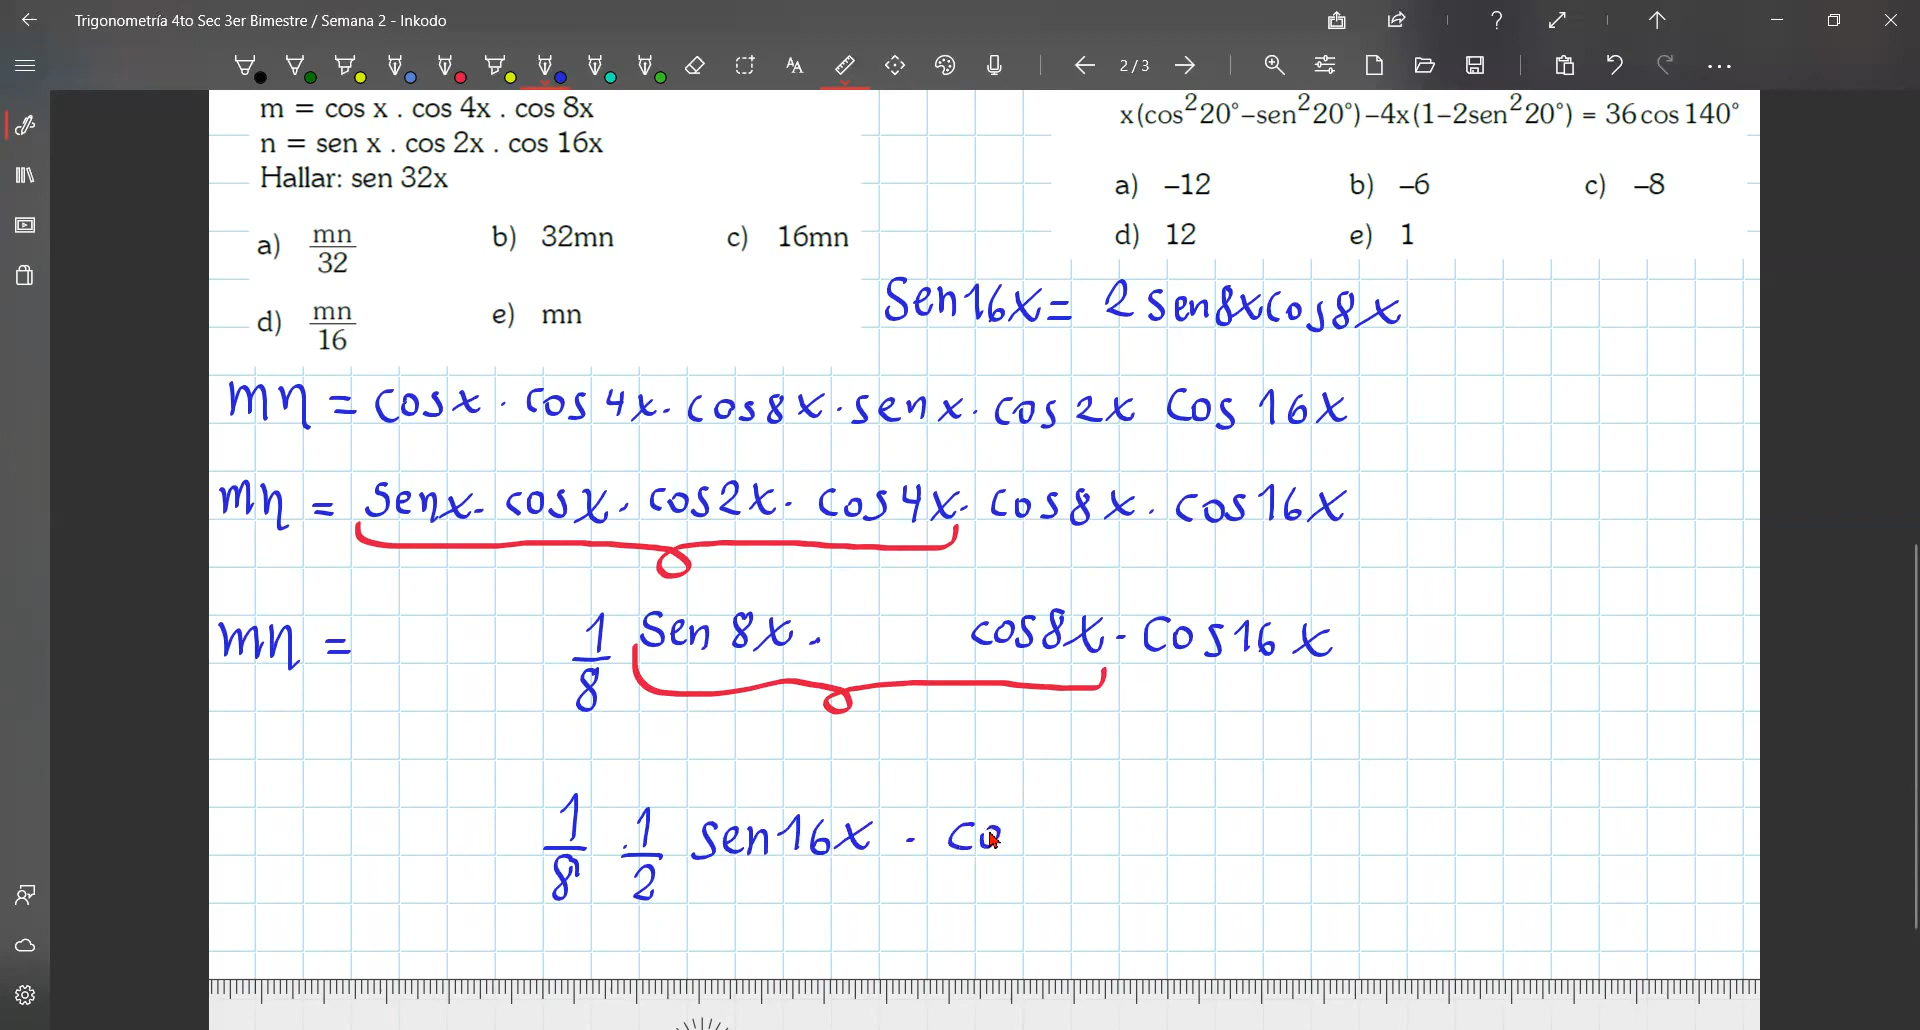 Trigonometría 4to Sec 3er Bimestre / Semana 2 - Inkodo
2 / 3
m = cos x . cos 4x . cos 8x
n = sen x . cos 2x . cos 16x
Hallar: sen 32x
a) mn/32 b) 32mn c) 16mn
d) mn/16 e) mn
x(cos²20°–sen²20°)–4x(1–2sen²20°) = 36 cos 140°
a) –12 b) –6 c) –8
d) 12 e) 1
Sen16x = 2 sen8x cos8x
mn = cosx . cos 4x . cos8x . senx . cos 2x cos 16x
mn = senx . cosx . cos2x . cos4x . cos8x . cos16x
mn = 1/8 Sen 8x . cos8x . Cos16x
1/8 . 1/2 sen16x . co